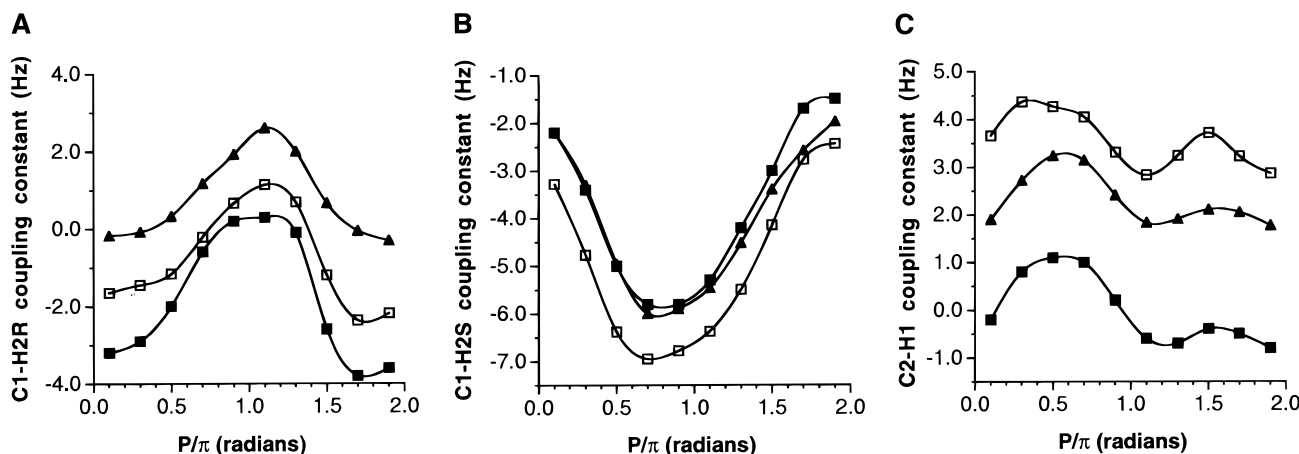 A
C1-H2R coupling constant (Hz)
4.0
2.0
0.0
-2.0
-4.0
0.0 0.5 1.0 1.5 2.0
P/π (radians)
B
C1-H2S coupling constant (Hz)
-1.0
-2.0
-3.0
-4.0
-5.0
-6.0
-7.0
0.0 0.5 1.0 1.5 2.0
P/π (radians)
C
C2-H1 coupling constant (Hz)
5.0
4.0
3.0
2.0
1.0
0.0
-1.0
0.0 0.5 1.0 1.5 2.0
P/π (radians)